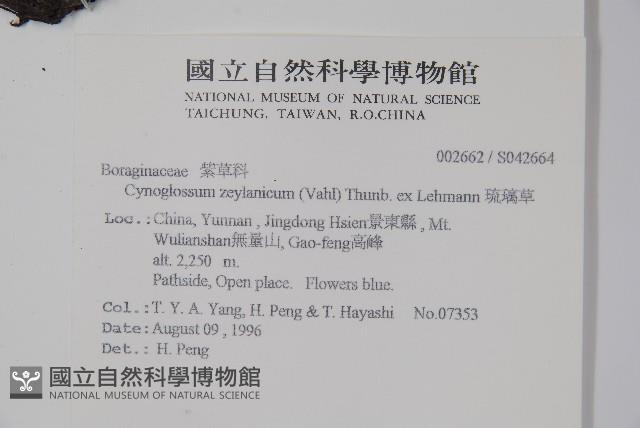 國立自然科學博物館
NATIONAL MUSEUM OF NATURAL SCIENCE
TAICHUNG, TAIWAN, R.O.CHINA
002662 / S042664
Boraginaceae 紫草科
Cynoglossum zeylanicum (Vahl) Thunb. ex Lehmann 琉璃草
Loc.: China, Yunnan , Jingdong Hsien景東縣 , Mt.
Wulianshan無量山, Gao-feng高峰
alt. 2,250 m.
Pathside, Open place. Flowers blue.
Col.: T. Y. A. Yang, H. Peng & T. Hayashi No.07353
Date: August 09 , 1996
Det.: H. Peng
國立自然科學博物館
NATIONAL MUSEUM OF NATURAL SCIENCE